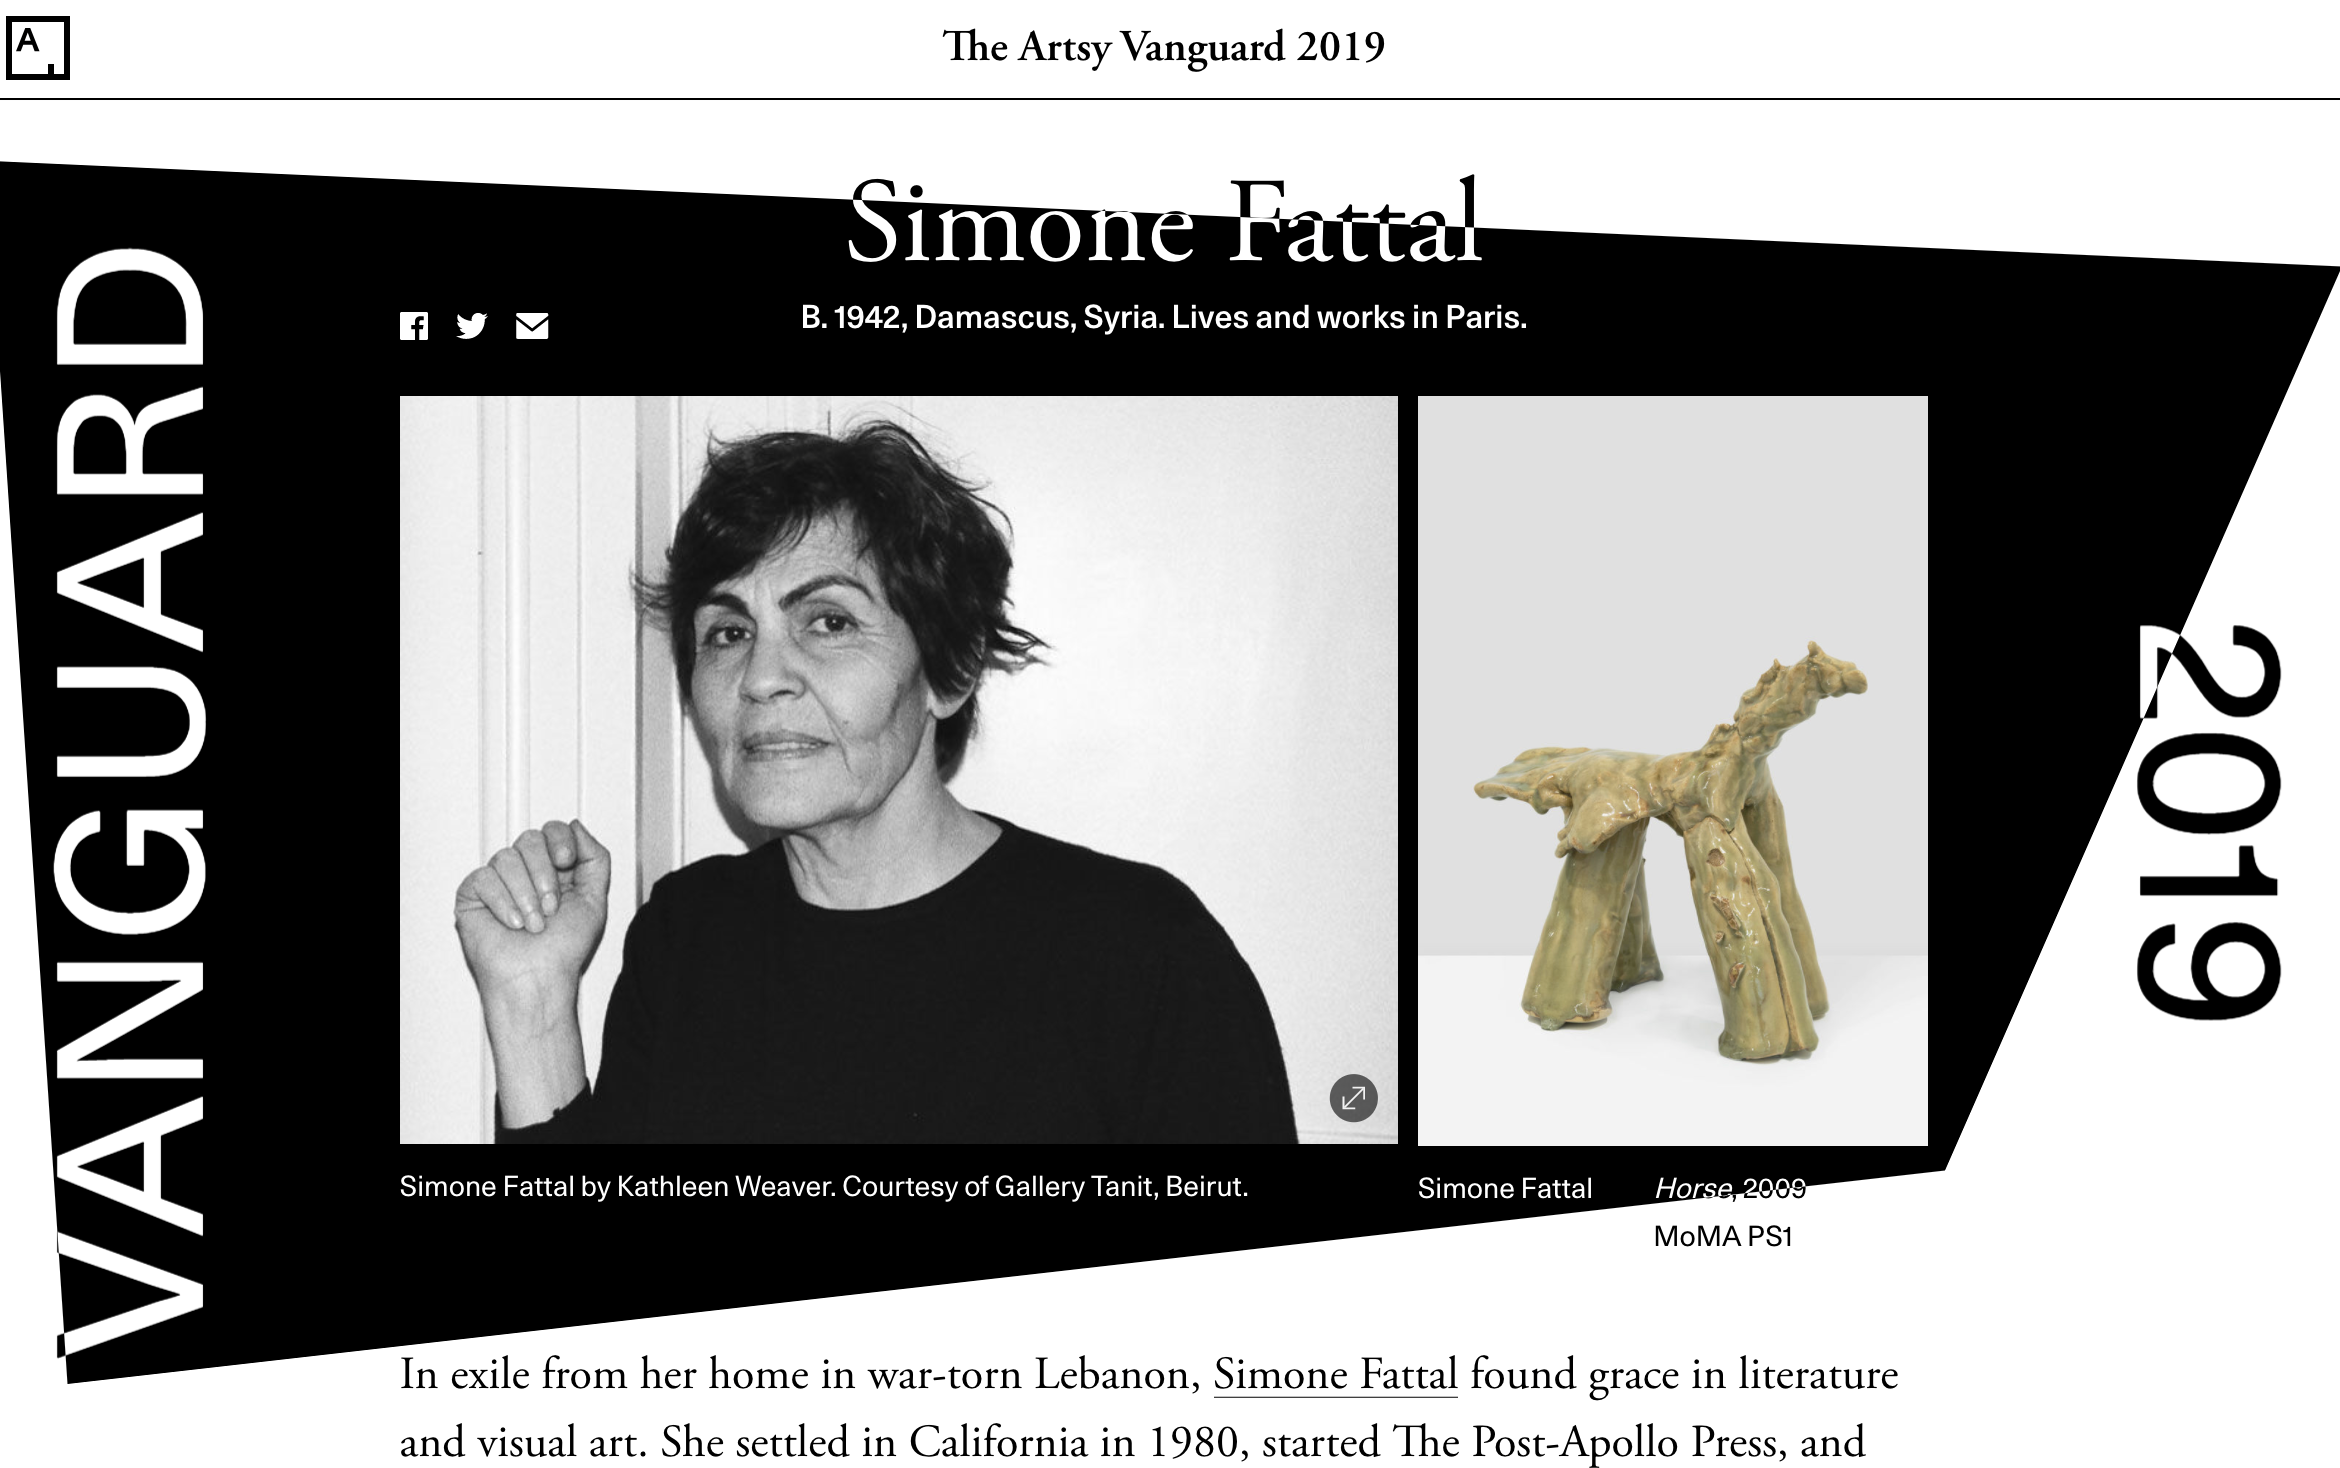 A
The Artsy Vanguard 2019
Simone Fattal
B. 1942, Damascus, Syria. Lives and works in Paris.
VANGUARD
2019
Simone Fattal by Kathleen Weaver. Courtesy of Gallery Tanit, Beirut.
Simone Fattal Horse, 2009
MoMA PS1
In exile from her home in war-torn Lebanon, Simone Fattal found grace in literature
and visual art. She settled in California in 1980, started The Post-Apollo Press, and